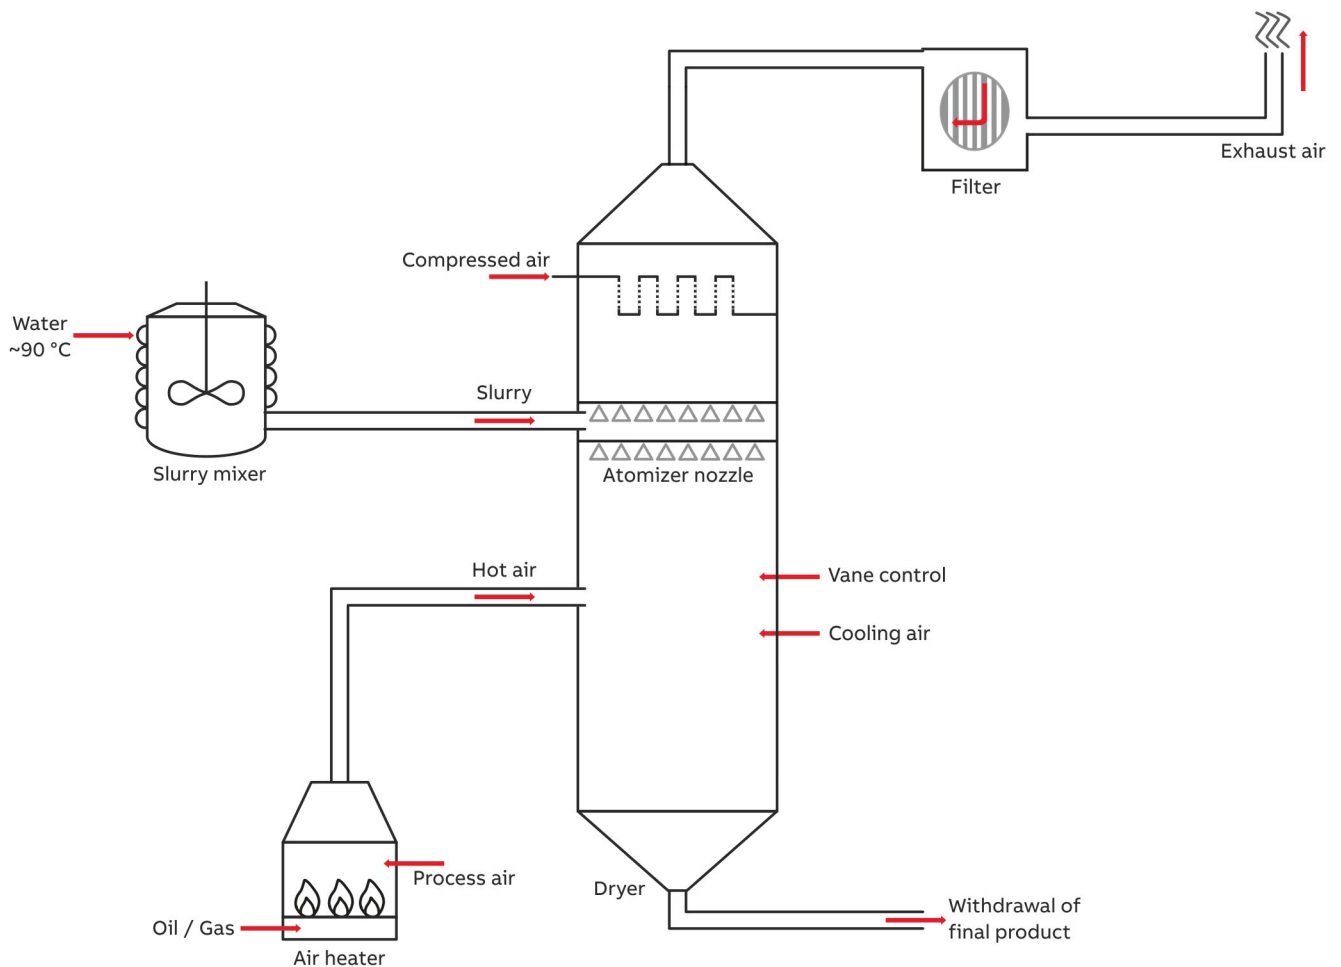 Exhaust air
Filter
Compressed air
Water
~90 °C
Slurry
Slurry mixer
Atomizer nozzle
Hot air
Vane control
Cooling air
Process air
Dryer
Withdrawal of
final product
Oil / Gas
Air heater